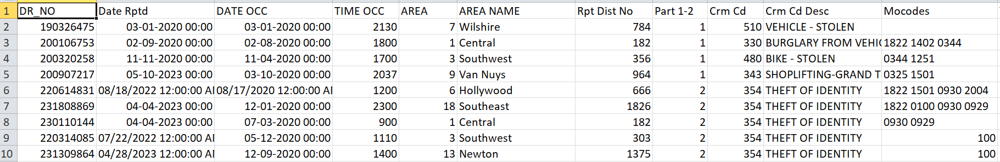 1 DR_NO Date Rptd DATE OCC TIME OCC AREA AREA NAME Rpt Dist No Part 1-2 Crm Cd Crm Cd Desc Mocodes
2 190326475 03-01-2020 00:00 03-01-2020 00:00 2130 7 Wilshire 784 1 510 VEHICLE - STOLEN
3 200106753 02-09-2020 00:00 02-08-2020 00:00 1800 1 Central 182 1 330 BURGLARY FROM VEHIC 1822 1402 0344
4 200320258 11-11-2020 00:00 11-04-2020 00:00 1700 3 Southwest 356 1 480 BIKE - STOLEN 0344 1251
5 200907217 05-10-2023 00:00 03-10-2020 00:00 2037 9 Van Nuys 964 1 343 SHOPLIFTING-GRAND T 0325 1501
6 220614831 08/18/2022 12:00:00 AM 08/17/2020 12:00:00 AM 1200 6 Hollywood 666 2 354 THEFT OF IDENTITY 1822 1501 0930 2004
7 231808869 04-04-2023 00:00 12-01-2020 00:00 2300 18 Southeast 1826 2 354 THEFT OF IDENTITY 1822 0100 0930 0929
8 230110144 04-04-2023 00:00 07-03-2020 00:00 900 1 Central 182 2 354 THEFT OF IDENTITY 0930 0929
9 220314085 07/22/2022 12:00:00 AM 05-12-2020 00:00 1110 3 Southwest 303 2 354 THEFT OF IDENTITY 100
10 231309864 04/28/2023 12:00:00 AM 12-09-2020 00:00 1400 13 Newton 1375 2 354 THEFT OF IDENTITY 100